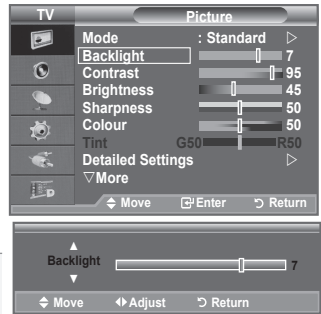 TV Picture
Mode : Standard ▷
Backlight 7
Contrast 95
Brightness 45
Sharpness 50
Colour 50
Tint G50 R50
Detailed Settings ▷
▽More
Move Enter Return
▲
Backlight 7
▼
Move Adjust Return